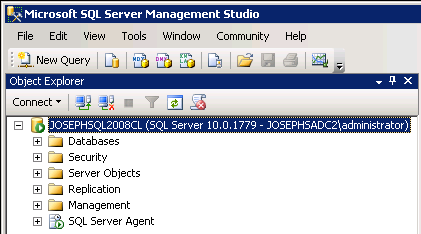 Microsoft SQL Server Management Studio
File Edit View Tools Window Community Help
New Query
Object Explorer
Connect
JOSEPHSQL2008CL (SQL Server 10.0.1779 - JOSEPHSADC2\administrator)
Databases
Security
Server Objects
Replication
Management
SQL Server Agent